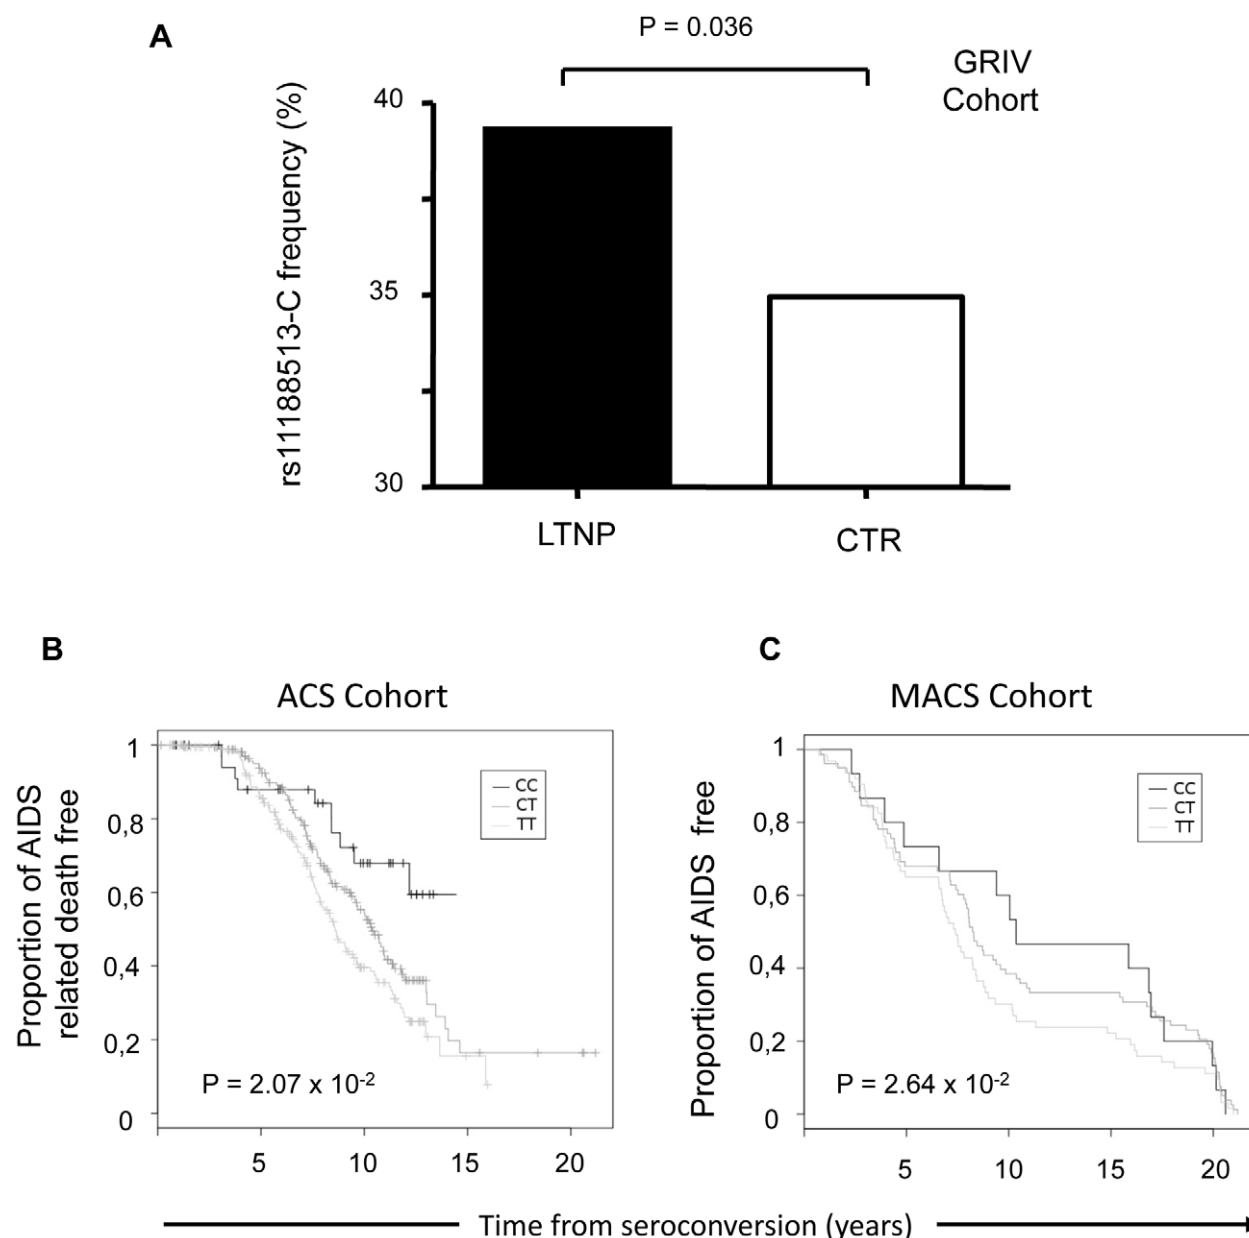 A
P = 0.036
GRIV
Cohort
rs11188513-C frequency (%)
40
35
30
LTNP
CTR
B
ACS Cohort
Proportion of AIDS
related death free
1
0,8
0,6
0,4
0,2
0
CC
CT
TT
P = 2.07 x 10-2
5
10
15
20
C
MACS Cohort
Proportion of AIDS free
1
0,8
0,6
0,4
0,2
0
CC
CT
TT
P = 2.64 x 10-2
5
10
15
20
Time from seroconversion (years)